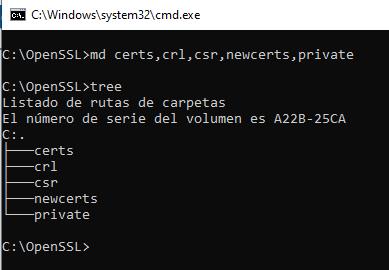 C:\Windows\system32\cmd.exe
C:\OpenSSL>md certs,crl,csr,newcerts,private
C:\OpenSSL>tree
Listado de rutas de carpetas
El número de serie del volumen es A22B-25CA
C:.
├───certs
├───crl
├───csr
├───newcerts
└───private
C:\OpenSSL>